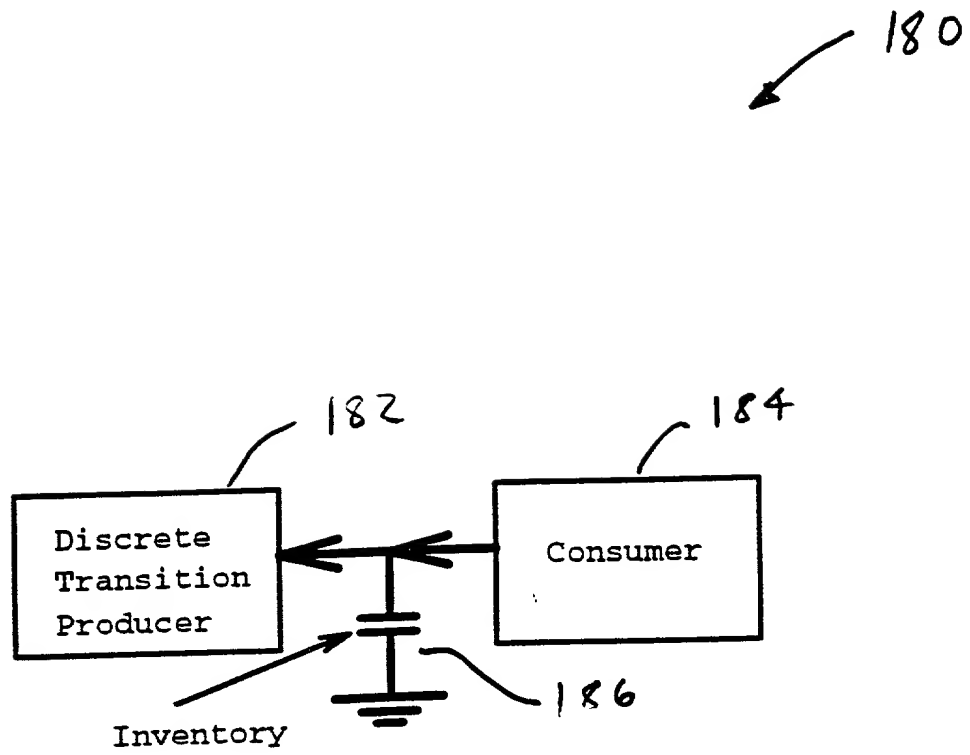 180
182
184
Discrete
Transition
Producer
Consumer
186
Inventory